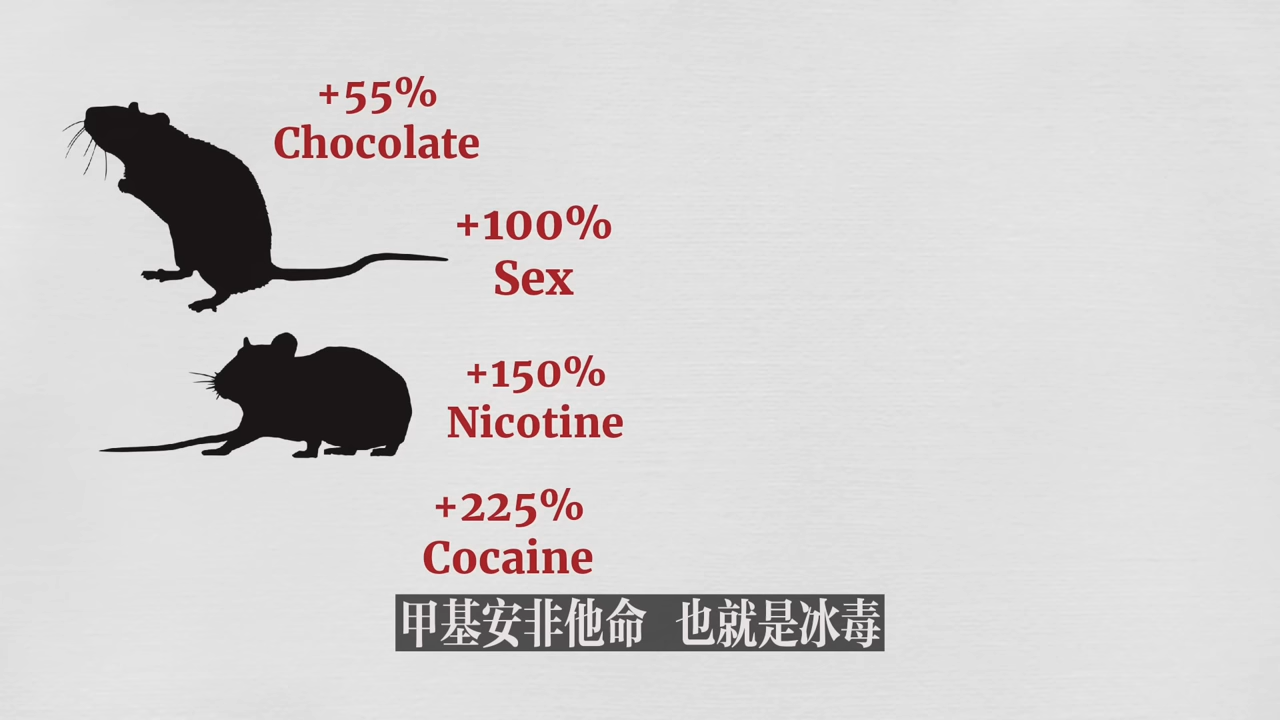 +55%
Chocolate
+100%
Sex
+150%
Nicotine
+225%
Cocaine
甲基安非他命 也就是冰毒